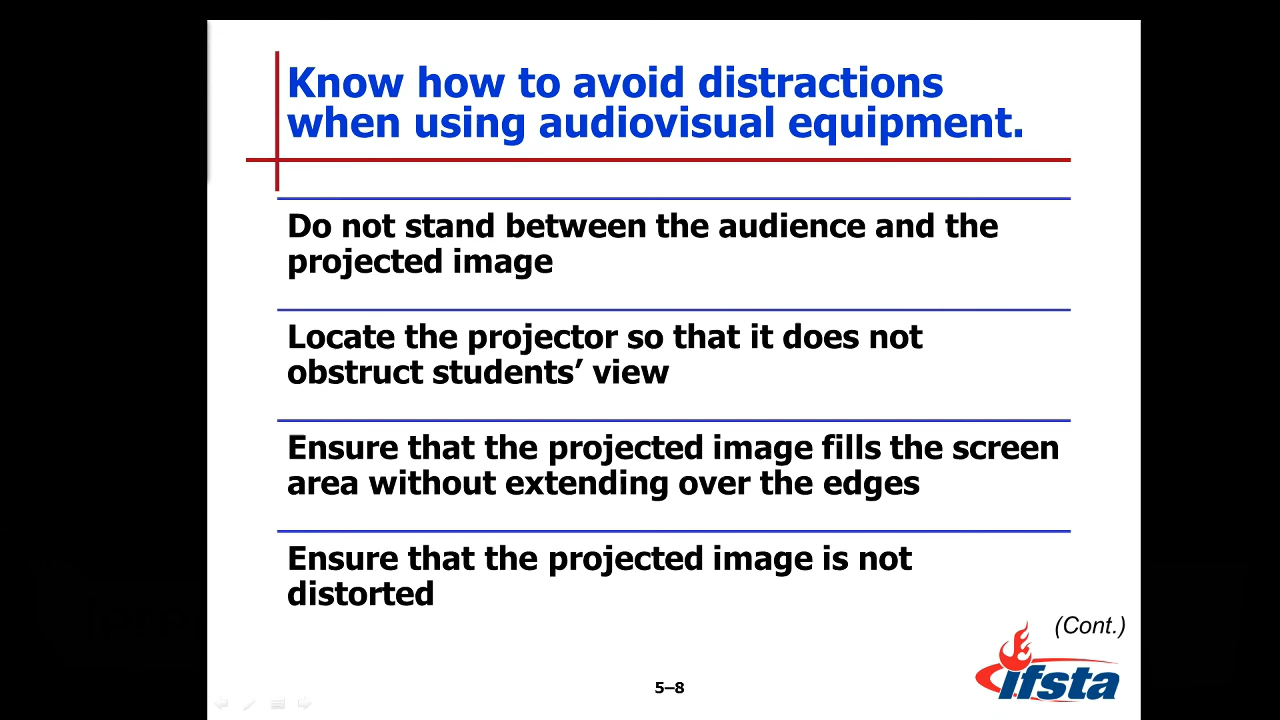 Know how to avoid distractions
when using audiovisual equipment.
Do not stand between the audience and the
projected image
Locate the projector so that it does not
obstruct students’ view
Ensure that the projected image fills the screen
area without extending over the edges
Ensure that the projected image is not
distorted
(Cont.)
ifsta
5–8